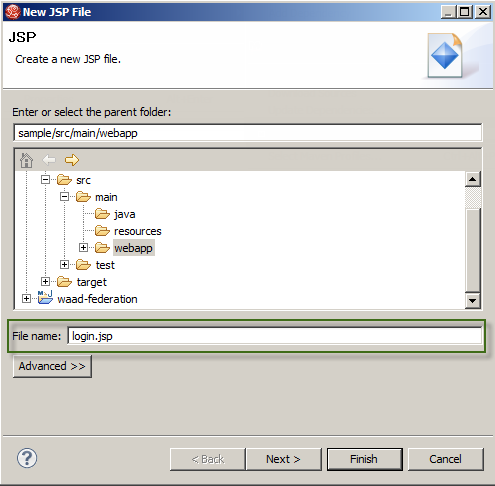 New JSP File
JSP
Create a new JSP file.
Enter or select the parent folder:
sample/src/main/webapp
src
main
java
resources
webapp
test
target
waad-federation
File name: login.jsp
Advanced >>
? < Back Next > Finish Cancel